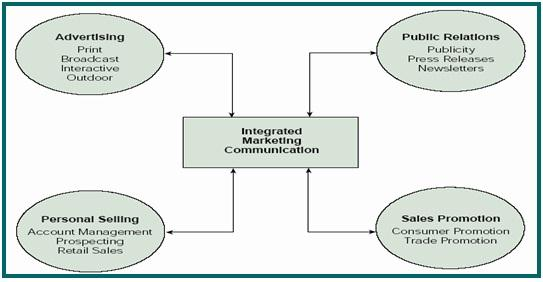 Advertising
Print
Broadcast
Interactive
Outdoor
Public Relations
Publicity
Press Releases
Newsletters
Integrated
Marketing
Communication
Personal Selling
Account Management
Prospecting
Retail Sales
Sales Promotion
Consumer Promotion
Trade Promotion